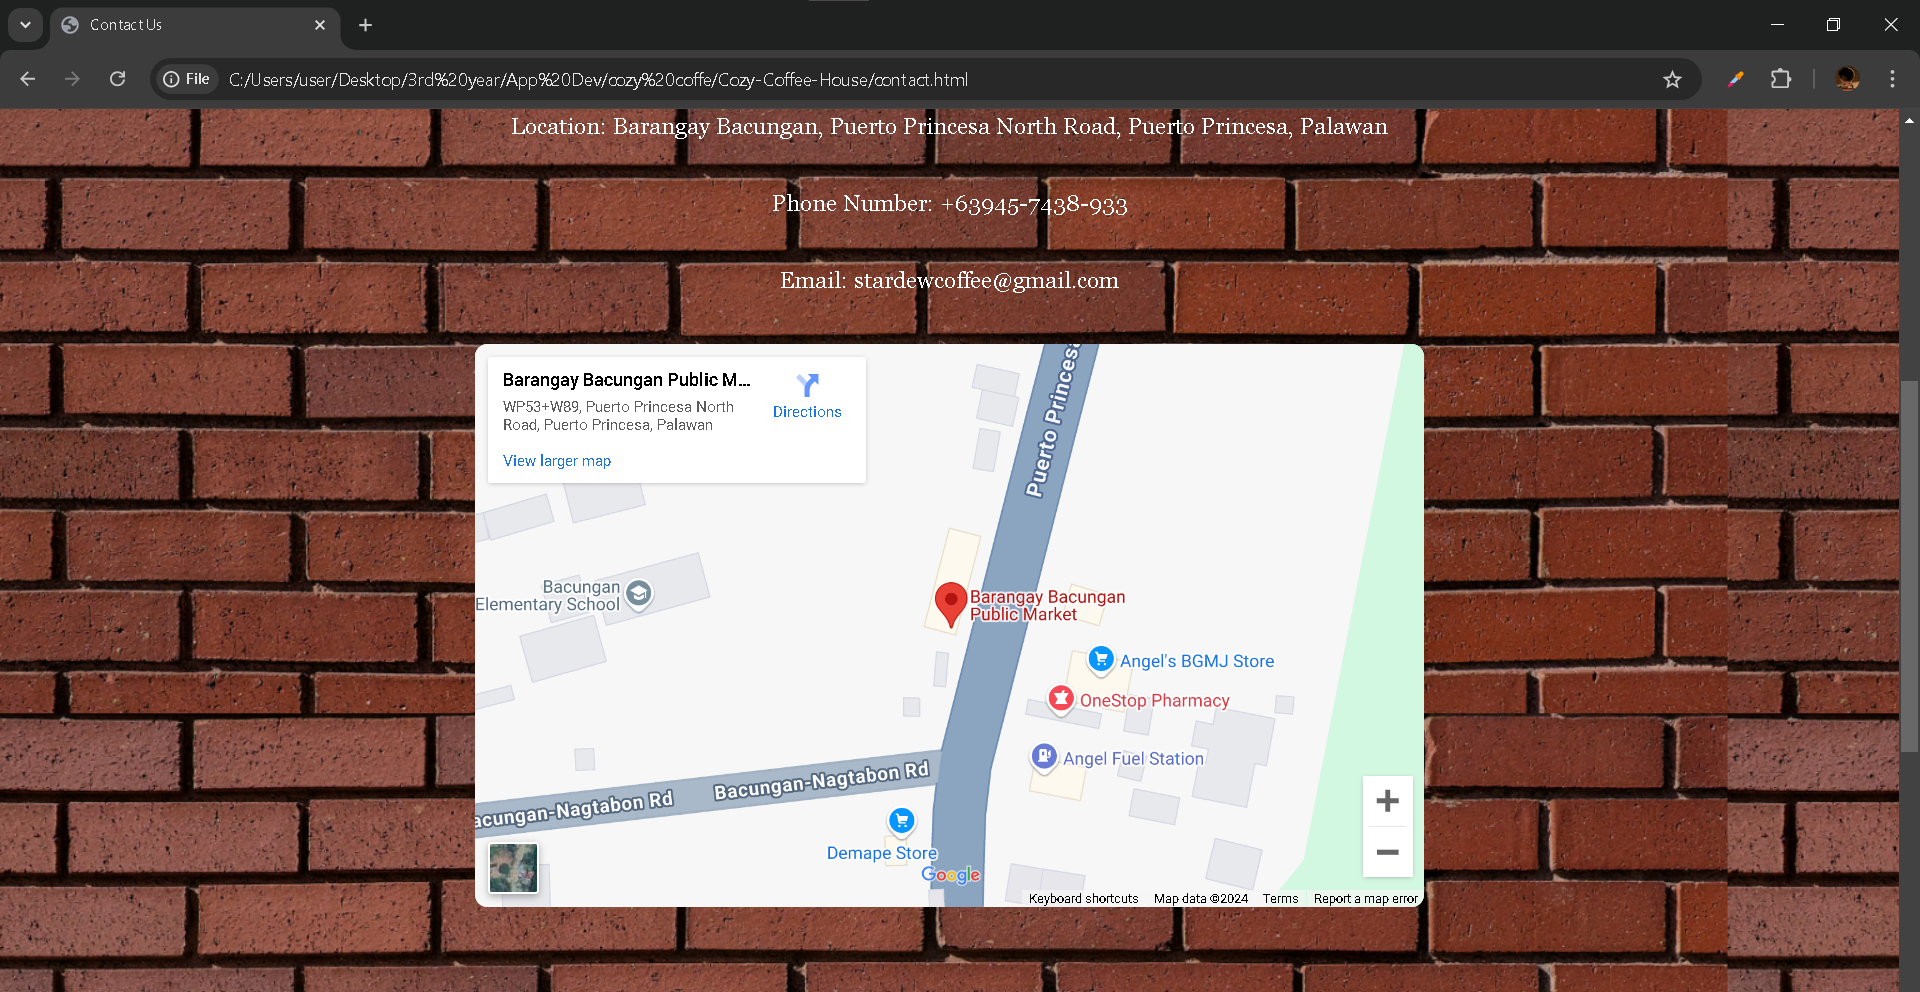 Contact Us
File
C:/Users/user/Desktop/3rd%20year/App%20Dev/cozy%20coffe/Cozy-Coffee-House/contact.html
Location: Barangay Bacungan, Puerto Princesa North Road, Puerto Princesa, Palawan
Phone Number: +63945-7438-933
Email: stardewcoffee@gmail.com
Barangay Bacungan Public M...
WP53+W89, Puerto Princesa North
Road, Puerto Princesa, Palawan
Directions
View larger map
Puerto Princesa
Bacungan
Elementary School
Barangay Bacungan
Public Market
Angel's BGMJ Store
OneStop Pharmacy
Angel Fuel Station
Bacungan-Nagtabon Rd
acungan-Nagtabon Rd
Demape Store
Google
Keyboard shortcuts
Map data ©2024
Terms
Report a map error